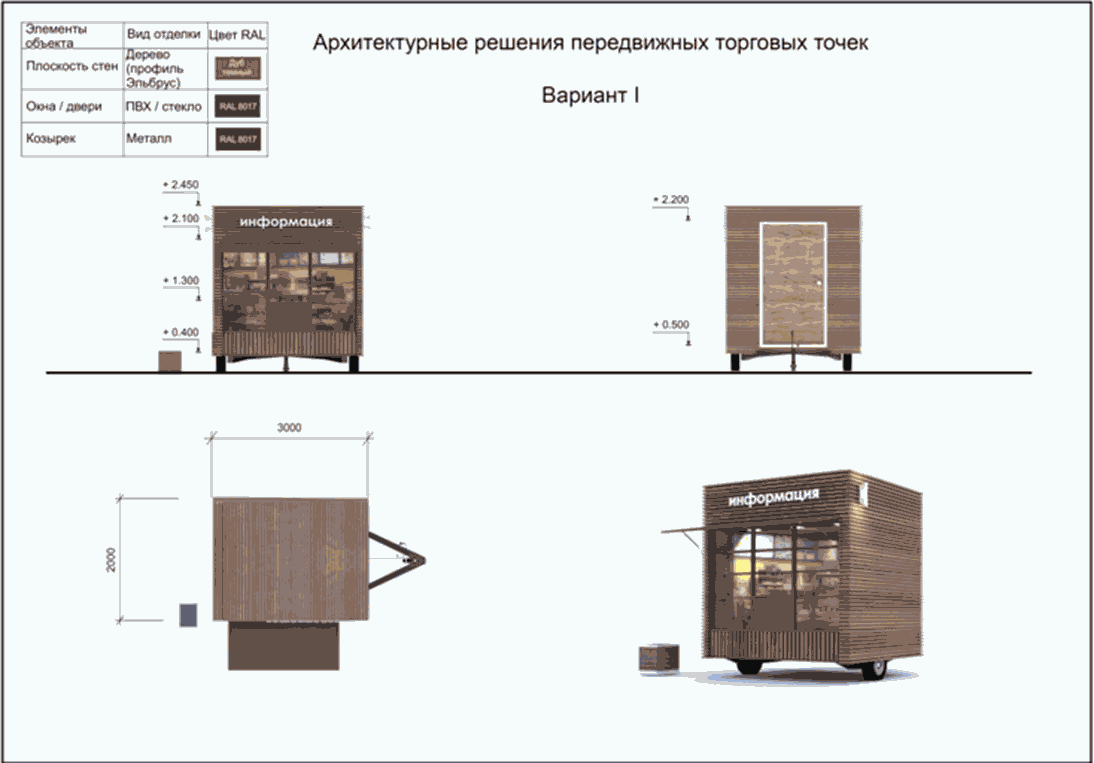 Элементы
объекта
Вид отделки
Цвет RAL
Плоскость стен
Дерево
(профиль
Эльбрус)
Дуб
темный
Окна / двери
ПВХ / стекло
RAL 8017
Козырек
Металл
RAL 8017
Архитектурные решения передвижных торговых точек
Вариант I
+ 2.450
+ 2.100
+ 1.300
+ 0.400
информация
+ 2.200
+ 0.500
3000
2000
информация